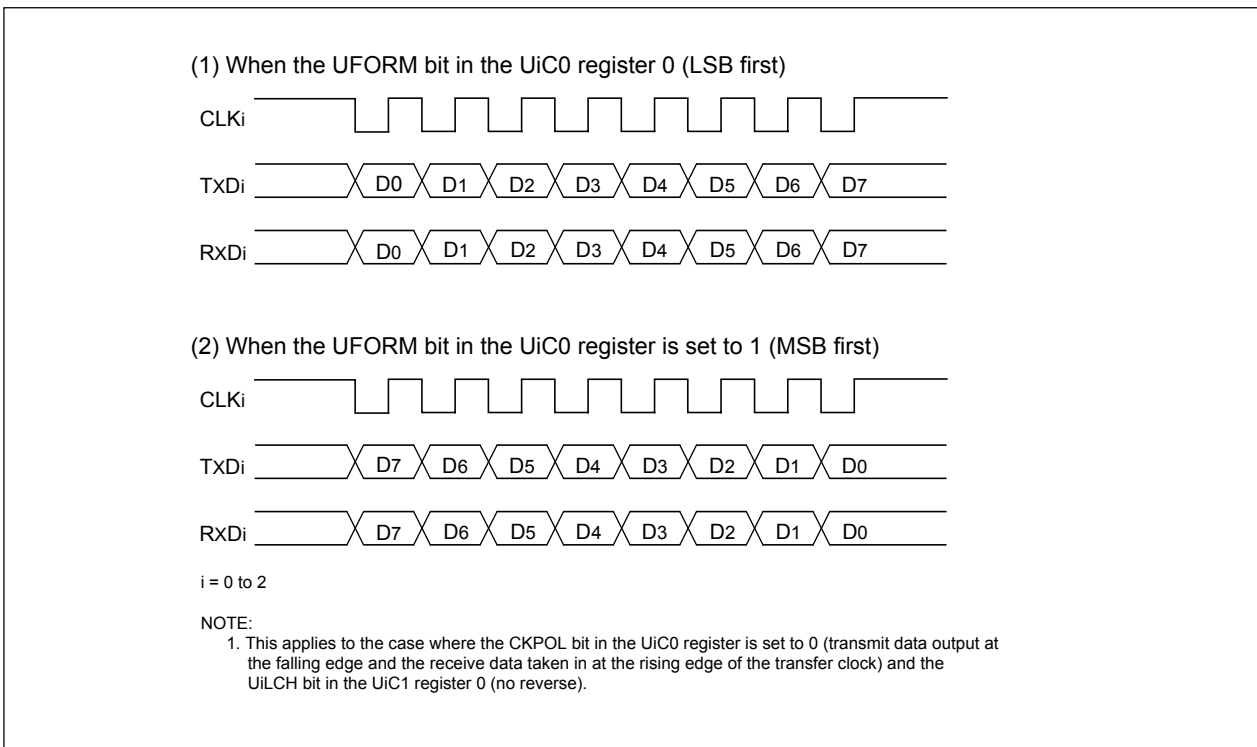 (1) When the UFORM bit in the UiC0 register 0 (LSB first)
CLKi
TXDi D0 D1 D2 D3 D4 D5 D6 D7
RXDi D0 D1 D2 D3 D4 D5 D6 D7
(2) When the UFORM bit in the UiC0 register is set to 1 (MSB first)
CLKi
TXDi D7 D6 D5 D4 D3 D2 D1 D0
RXDi D7 D6 D5 D4 D3 D2 D1 D0
i = 0 to 2
NOTE:
1. This applies to the case where the CKPOL bit in the UiC0 register is set to 0 (transmit data output at
the falling edge and the receive data taken in at the rising edge of the transfer clock) and the
UiLCH bit in the UiC1 register 0 (no reverse).